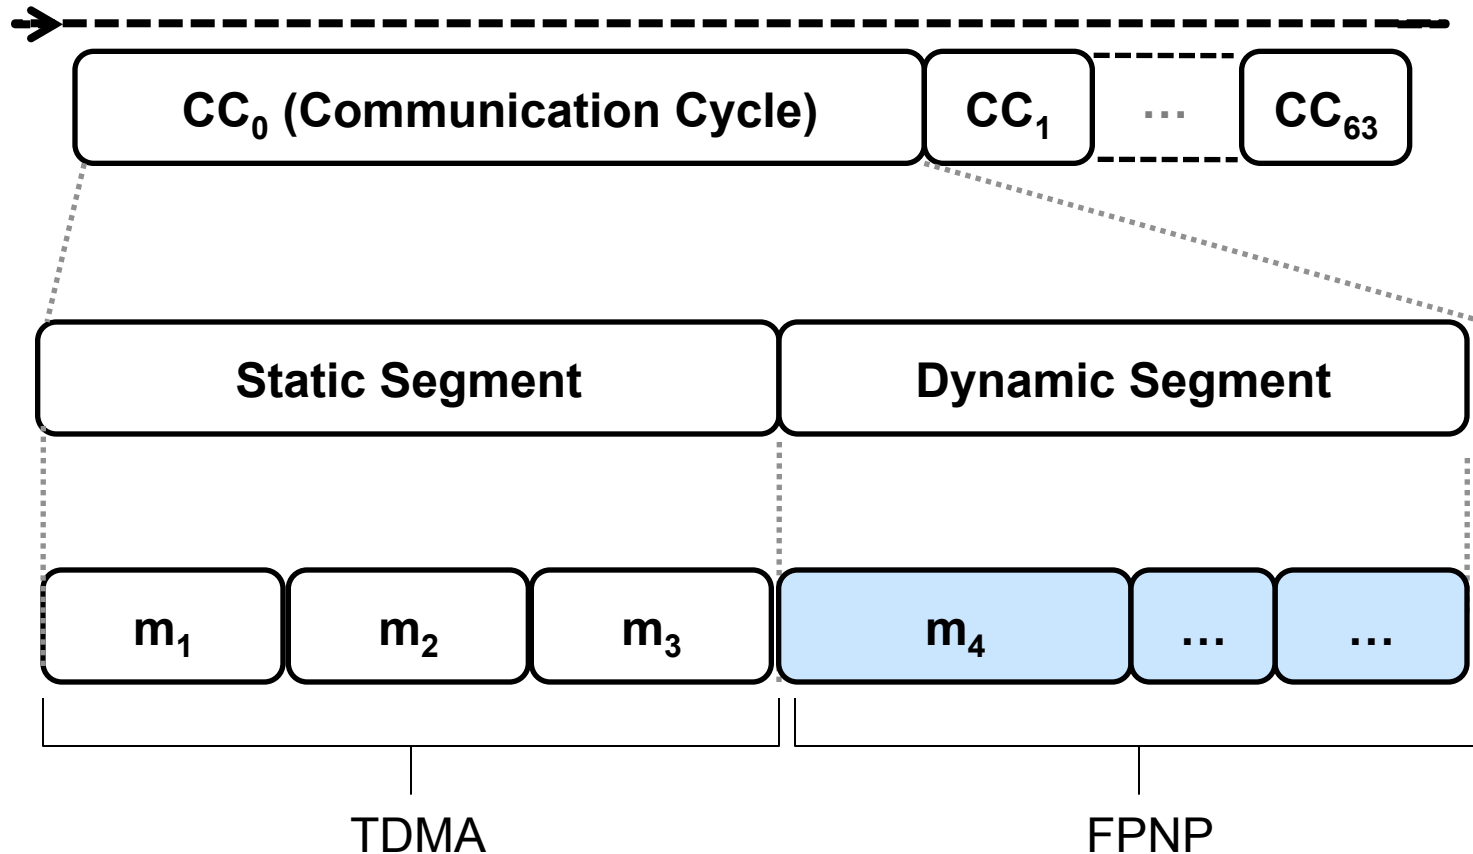 CC₀ (Communication Cycle) CC₁ ... CC₆₃
Static Segment Dynamic Segment
m₁ m₂ m₃ m₄ ... ...
TDMA FPNP